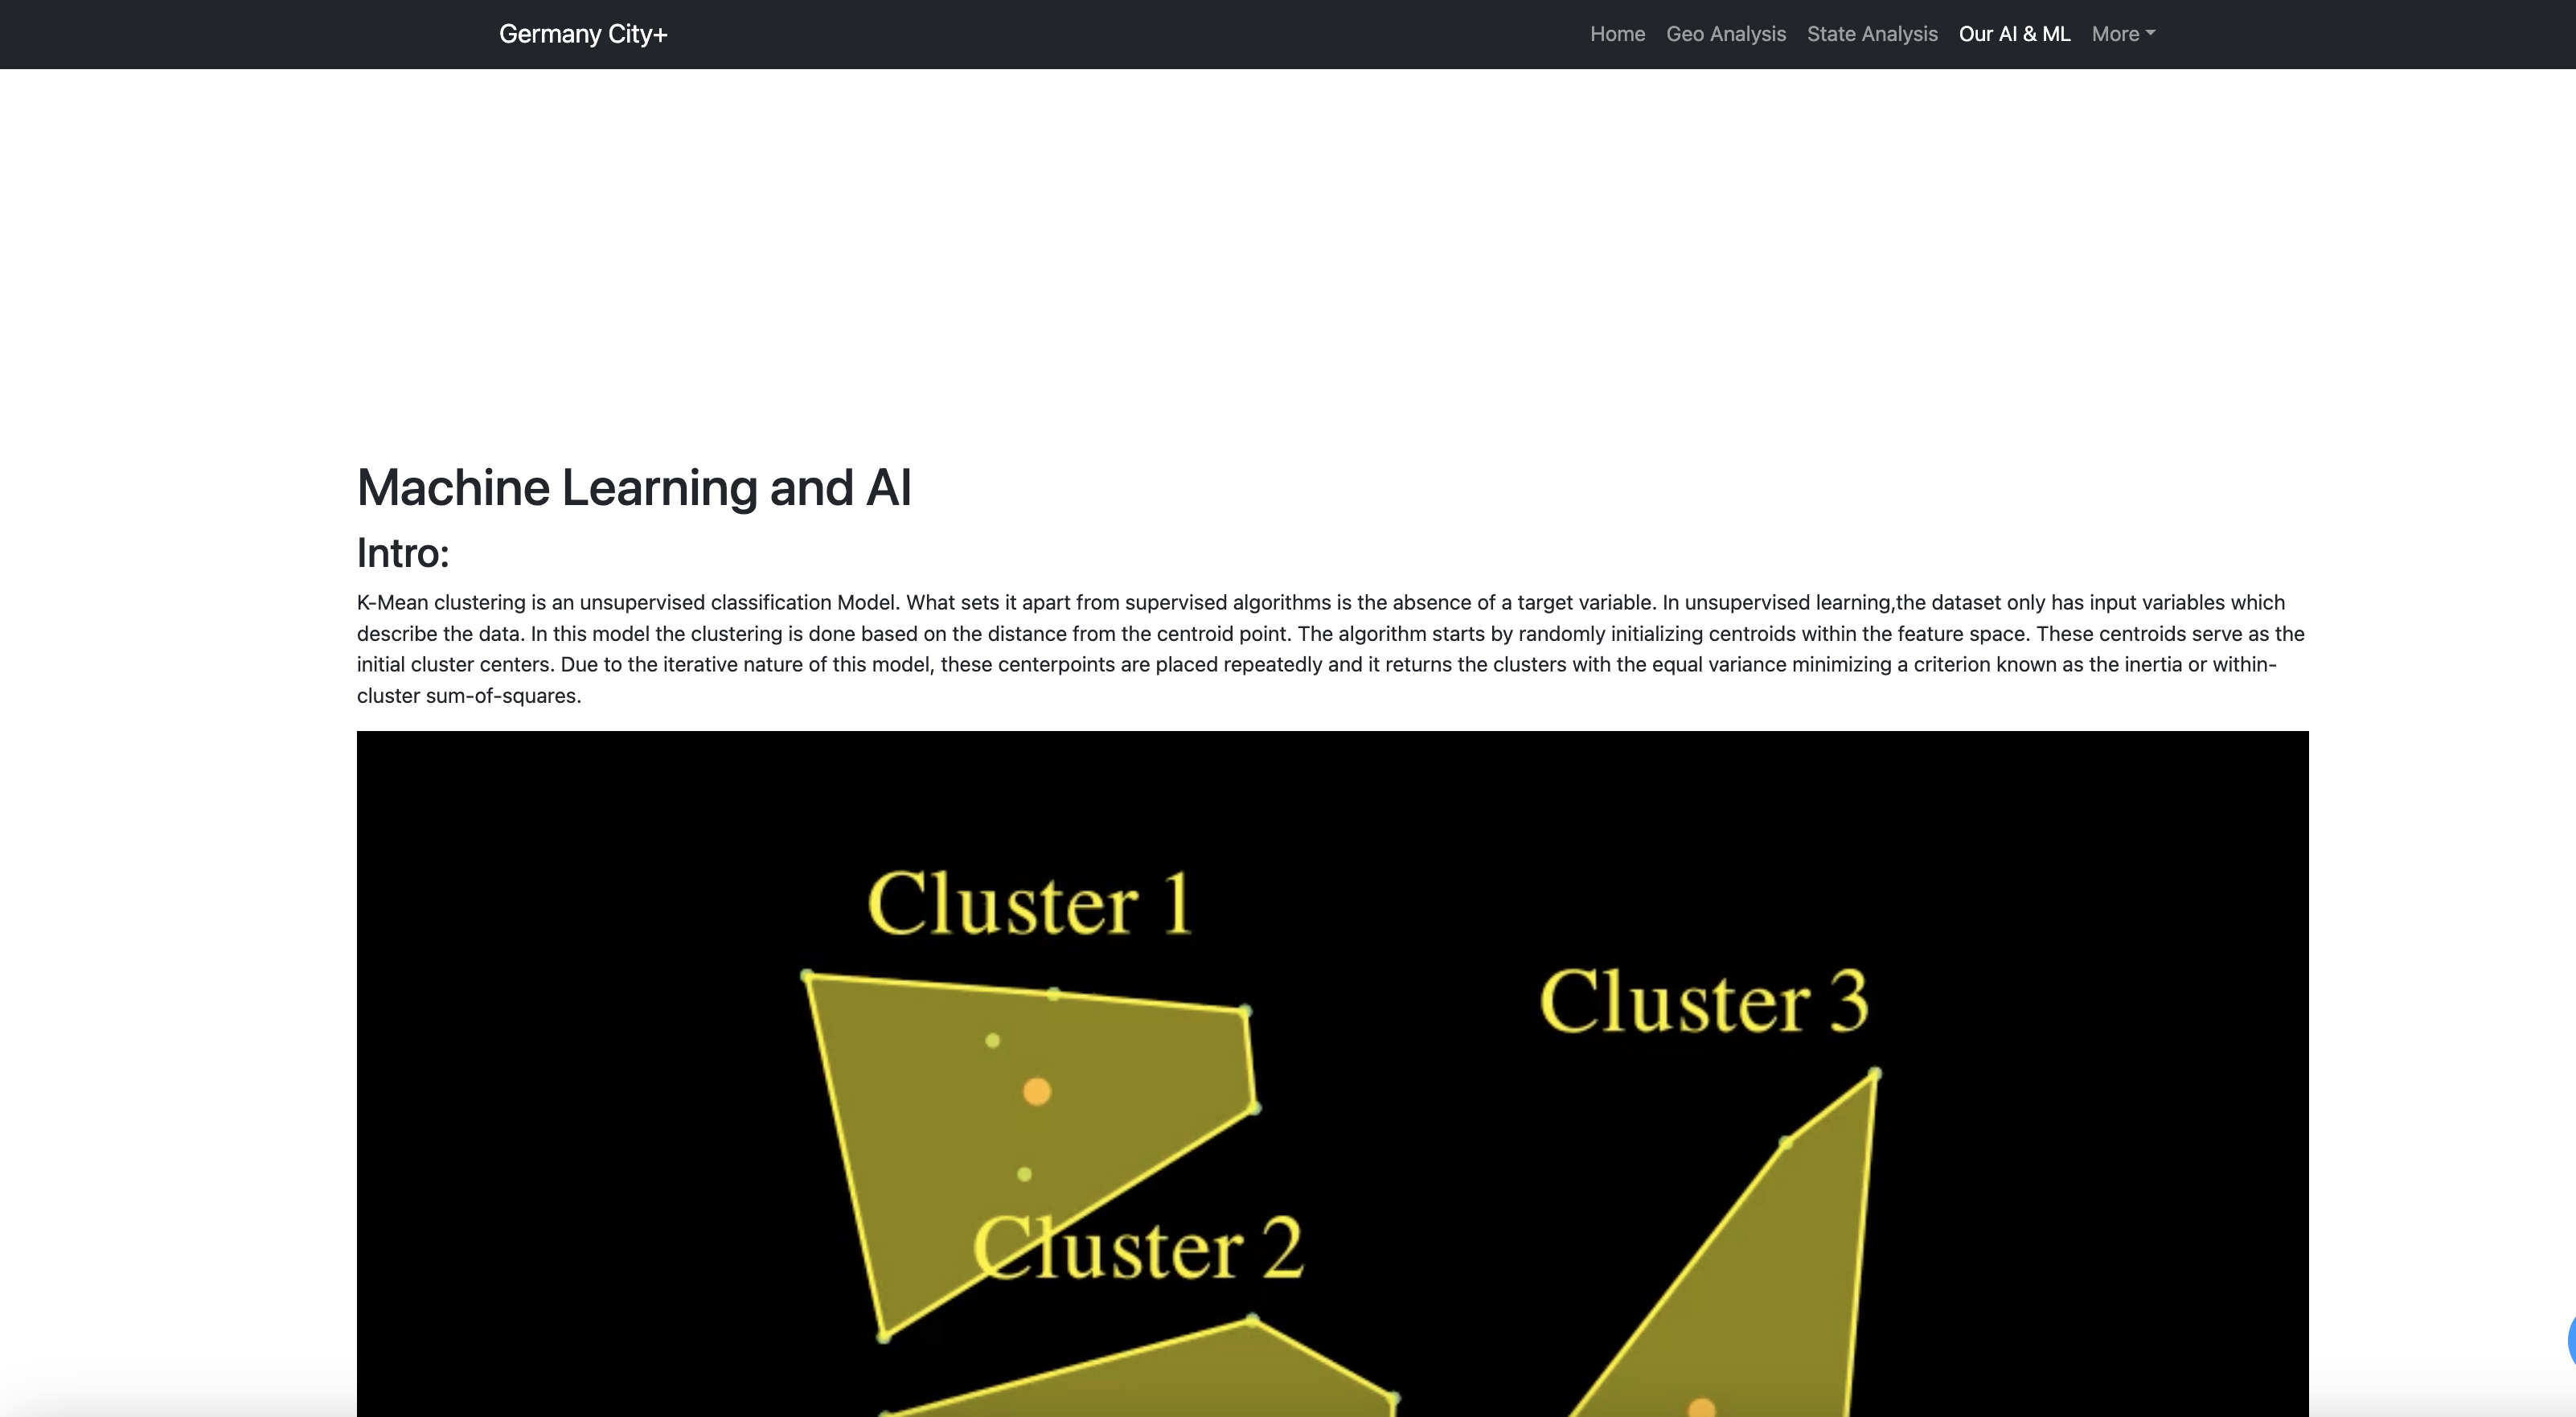 Germany City+
Home Geo Analysis State Analysis Our AI & ML More
Machine Learning and AI
Intro:
K-Mean clustering is an unsupervised classification Model. What sets it apart from supervised algorithms is the absence of a target variable. In unsupervised learning,the dataset only has input variables which
describe the data. In this model the clustering is done based on the distance from the centroid point. The algorithm starts by randomly initializing centroids within the feature space. These centroids serve as the
initial cluster centers. Due to the iterative nature of this model, these centerpoints are placed repeatedly and it returns the clusters with the equal variance minimizing a criterion known as the inertia or within-
cluster sum-of-squares.
Cluster 1
Cluster 3
Cluster 2